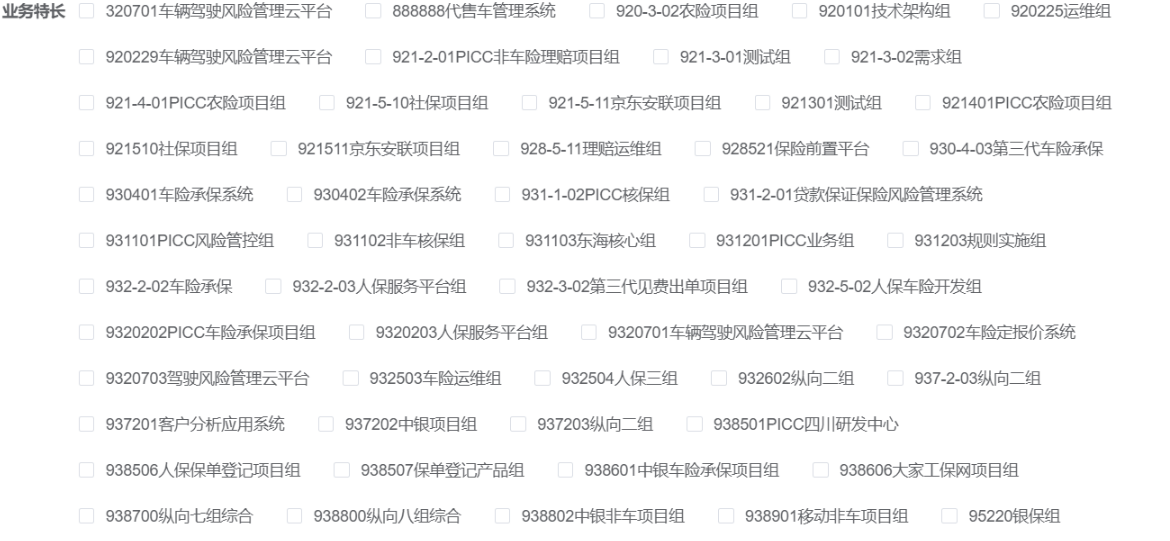 业务特长 320701车辆驾驶风险管理云平台 888888代售车管理系统 920-3-02农险项目组 920101技术架构组 920225运维组
920229车辆驾驶风险管理云平台 921-2-01PICC非车险理赔项目组 921-3-01测试组 921-3-02需求组
921-4-01PICC农险项目组 921-5-10社保项目组 921-5-11京东安联项目组 921301测试组 921401PICC农险项目组
921510社保项目组 921511京东安联项目组 928-5-11理赔运维组 928521保险前置平台 930-4-03第三代车险承保
930401车险承保系统 930402车险承保系统 931-1-02PICC核保组 931-2-01贷款保证保险风险管理系统
931101PICC风险管控组 931102非车核保组 931103东海核心组 931201PICC业务组 931203规则实施组
932-2-02车险承保 932-2-03人保服务平台组 932-3-02第三代见费出单项目组 932-5-02人保车险开发组
9320202PICC车险承保项目组 9320203人保服务平台组 9320701车辆驾驶风险管理云平台 9320702车险定报价系统
9320703驾驶风险管理云平台 932503车险运维组 932504人保三组 932602纵向二组 937-2-03纵向二组
937201客户分析应用系统 937202中银项目组 937203纵向二组 938501PICC四川研发中心
938506人保保单登记项目组 938507保单登记产品组 938601中银车险承保项目组 938606大家工保网项目组
938700纵向七组综合 938800纵向八组综合 938802中银非车项目组 938901移动非车项目组 95220银保组